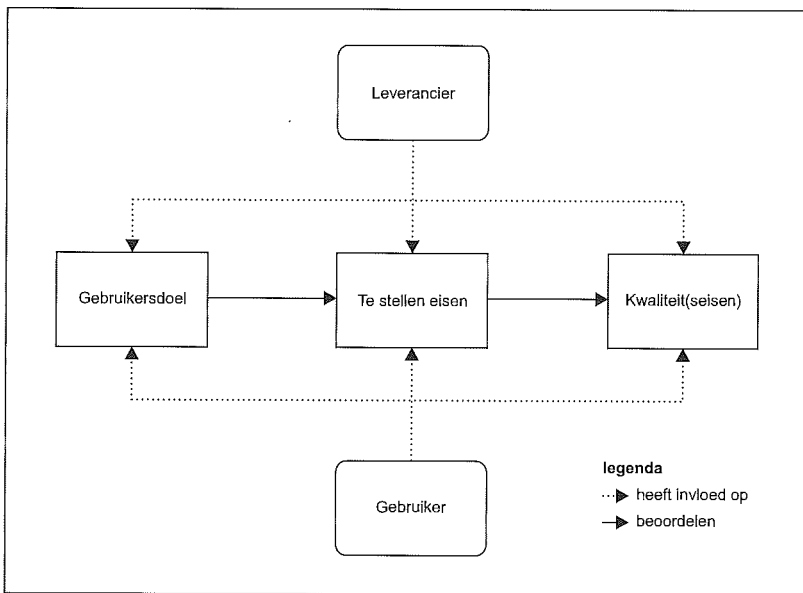 Leverancier
Gebruikersdoel
Te stellen eisen
Kwaliteit(seisen)
Gebruiker
legenda
heeft invloed op
beoordelen